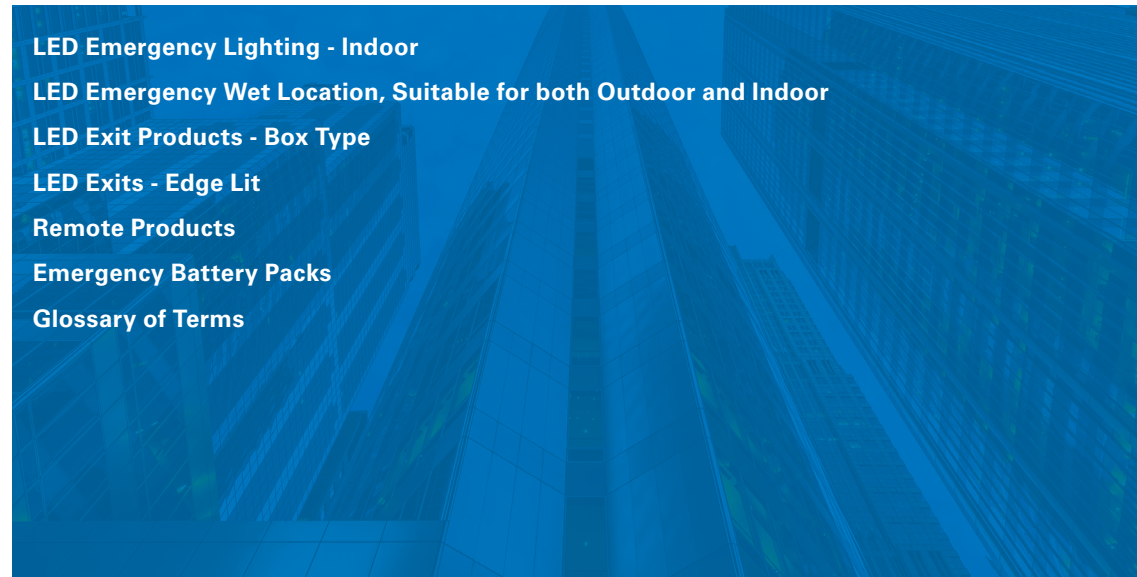 LED Emergency Lighting - Indoor
LED Emergency Wet Location, Suitable for both Outdoor and Indoor
LED Exit Products - Box Type
LED Exits - Edge Lit
Remote Products
Emergency Battery Packs
Glossary of Terms